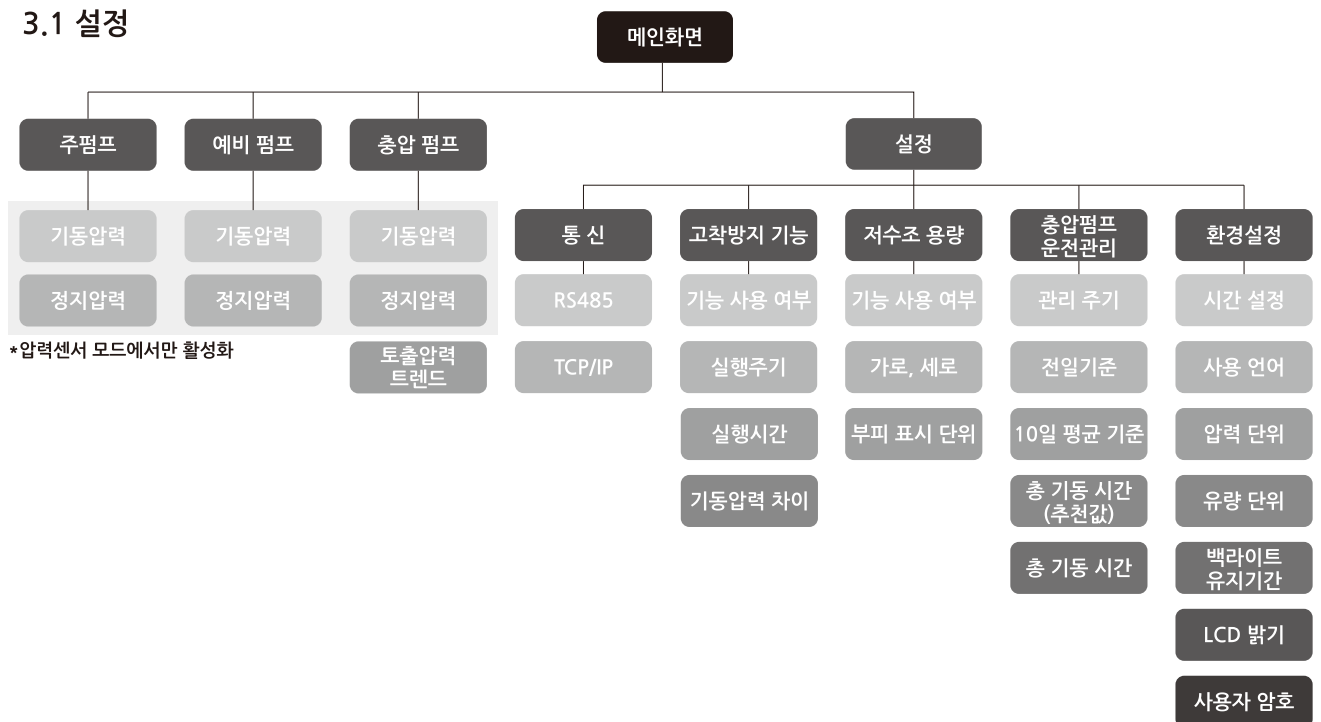 3.1 설정
메인화면
주펌프
예비 펌프
충압 펌프
설정
기동압력
기동압력
기동압력
정지압력
정지압력
정지압력
*압력센서 모드에서만 활성화
토출압력
트렌드
통 신
RS485
TCP/IP
고착방지 기능
기능 사용 여부
실행주기
실행시간
기동압력 차이
저수조 용량
기능 사용 여부
가로, 세로
부피 표시 단위
충압펌프
운전관리
관리 주기
전일기준
10일 평균 기준
총 기동 시간
(추천값)
총 기동 시간
환경설정
시간 설정
사용 언어
압력 단위
유량 단위
백라이트
유지기간
LCD 밝기
사용자 암호